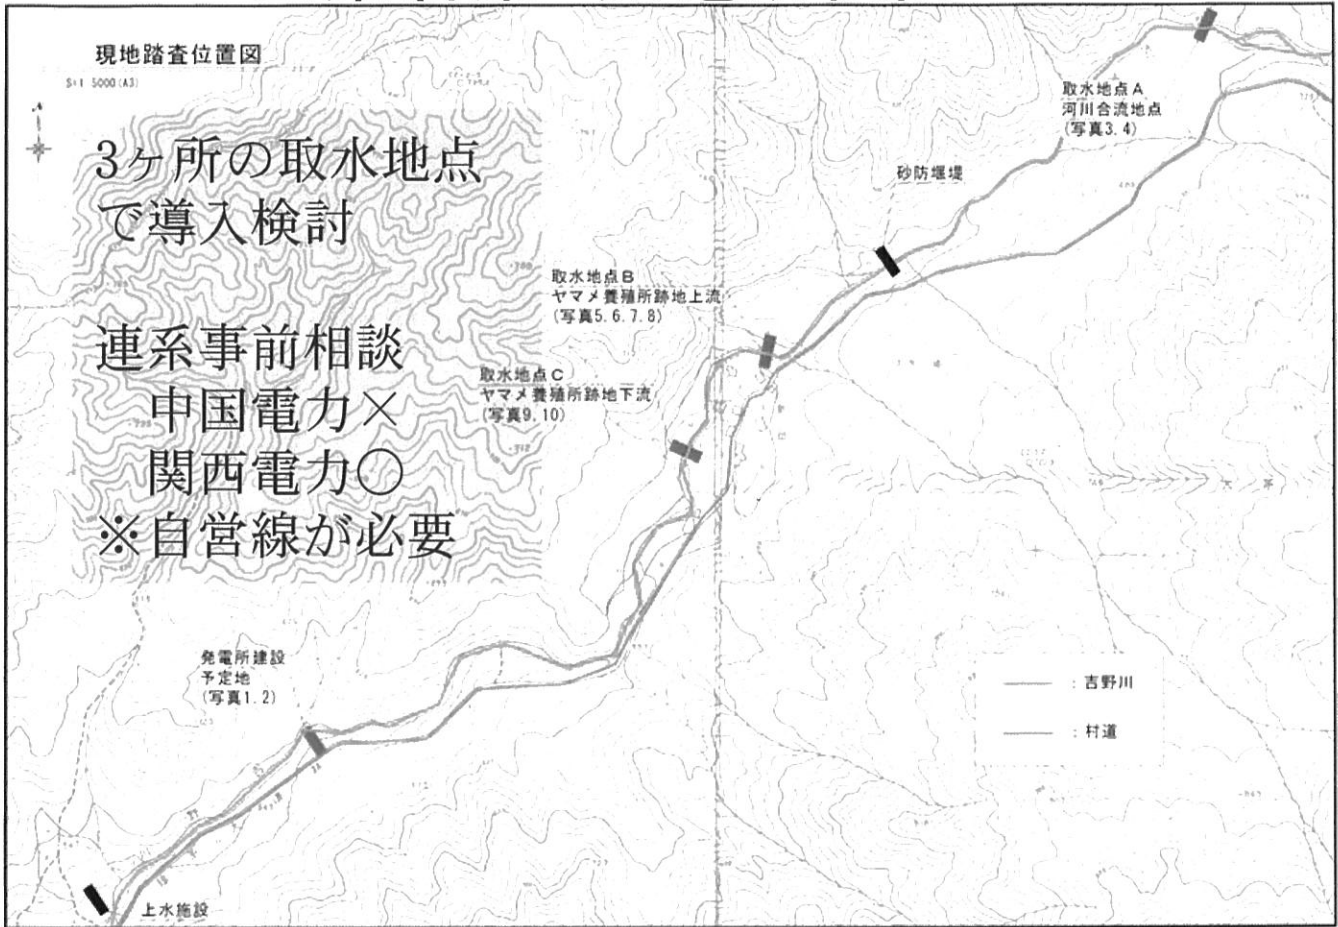 現地踏査位置図
S=1 5000(A3)
3ヶ所の取水地点
で導入検討
連系事前相談
中国電力×
関西電力○
※自営線が必要
取水地点A
河川合流地点
(写真3.4)
砂防堰堤
取水地点B
ヤマメ養殖所跡地上流
(写真5.6.7.8)
取水地点C
ヤマメ養殖所跡地下流
(写真9.10)
発電所建設
予定地
(写真1.2)
上水施設
：吉野川
：村道